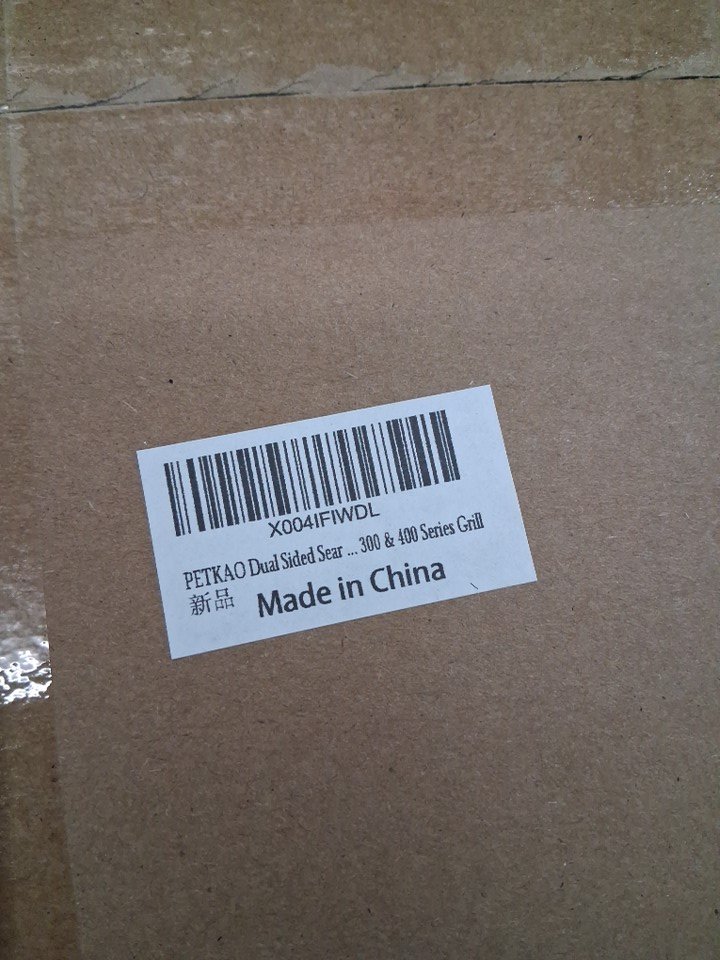 X004IFIWDL
PETKAO Dual Sided Sear ... 300 & 400 Series Grill
新品
Made in China